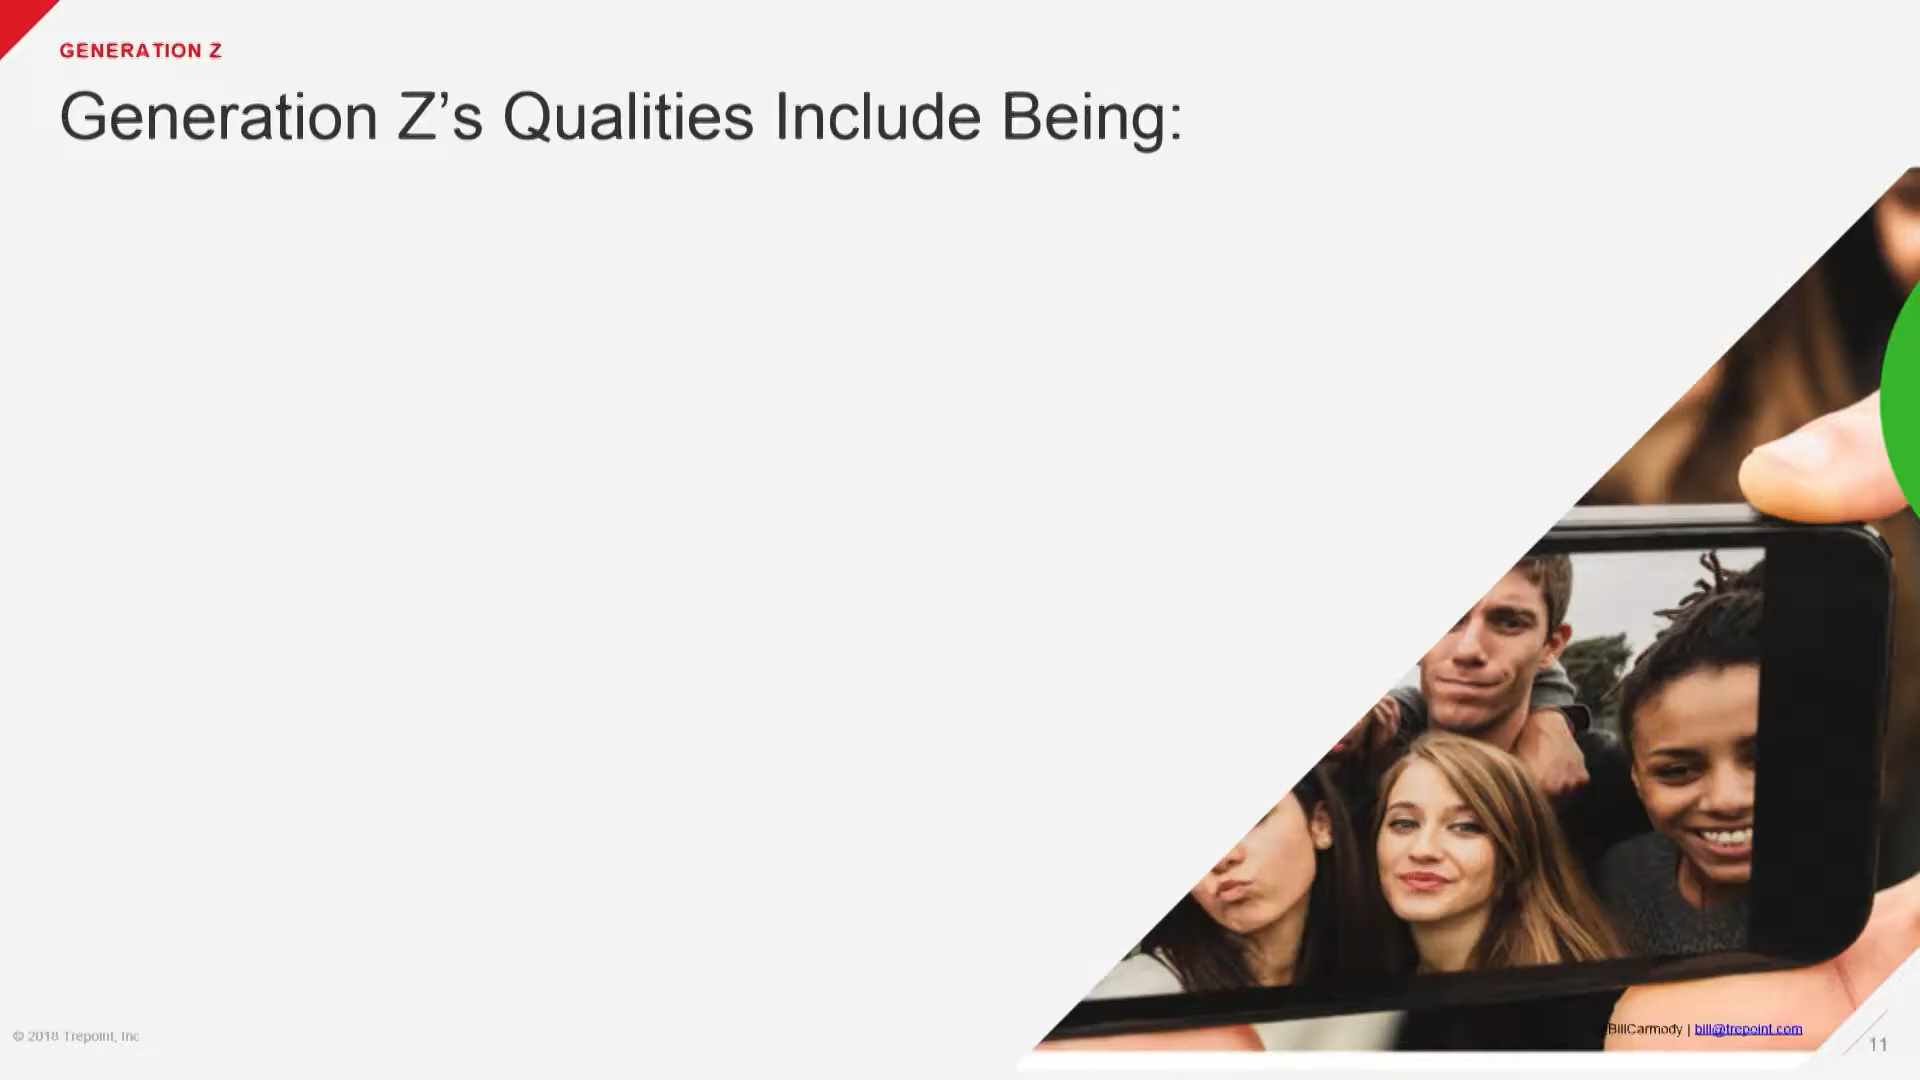 GENERATION Z
Generation Z’s Qualities Include Being:
© 2018 Trepoint, Inc
BillCarmody | bill@trepoint.com
11